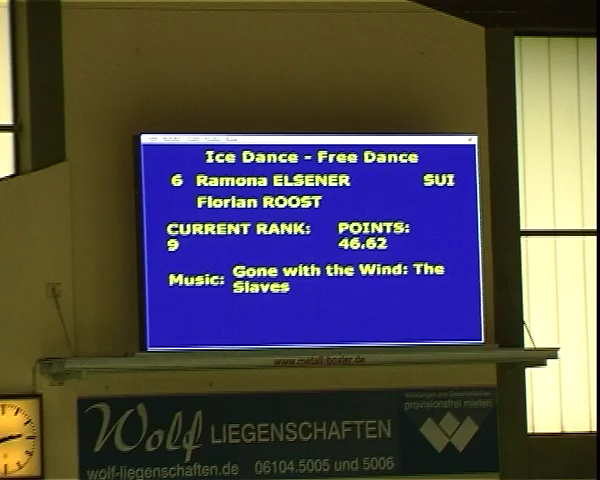 Ice Dance - Free Dance
6 Ramona ELSENER SUI
Florian ROOST
CURRENT RANK: POINTS:
9 46.62
Music: Gone with the Wind: The
Slaves
www.metall-boxler.de
Wolf LIEGENSCHAFTEN
provisionsfrei mieten
wolf-liegenschaften.de 06104.5005 und 5006